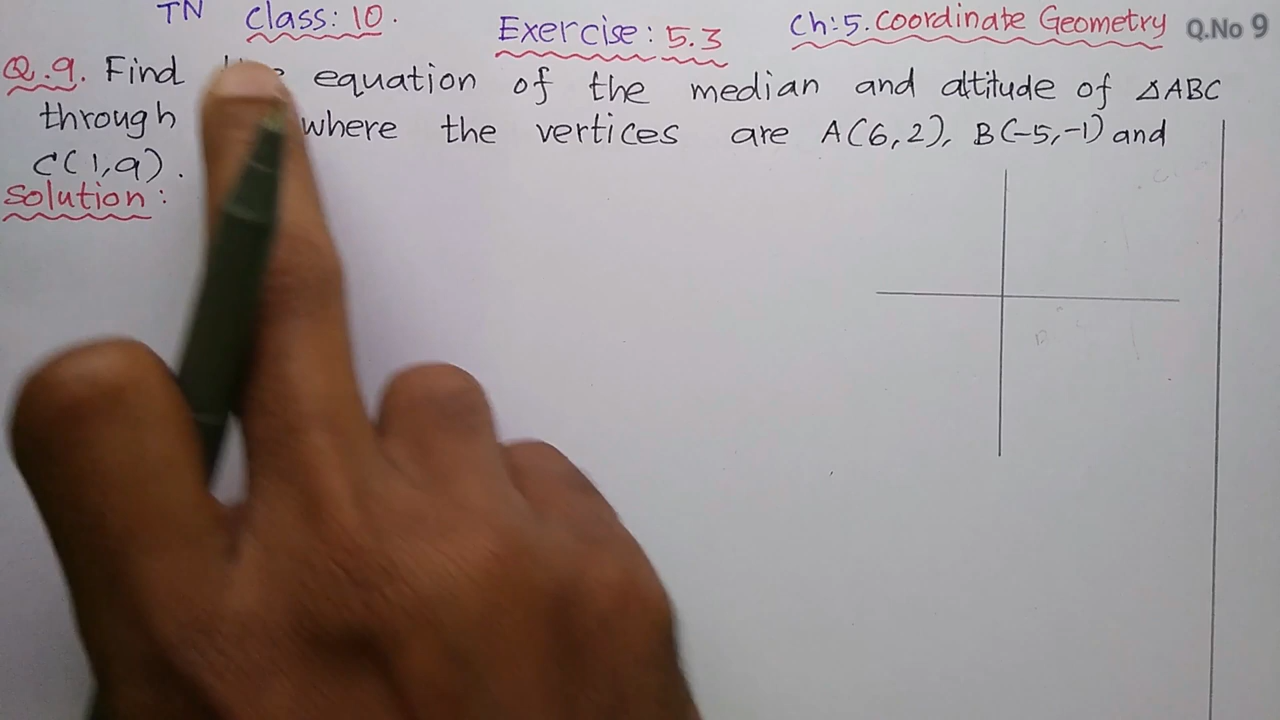 TN Class: 10. Exercise: 5.3 Ch:5. Coordinate Geometry Q.No 9
Q.9. Find equation of the median and altitude of △ABC
through where the vertices are A(6,2), B(-5,-1) and
C(1,9).
Solution: